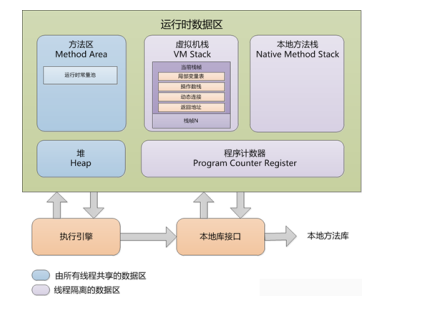 运行时数据区
方法区
Method Area
运行时常量池
虚拟机栈
VM Stack
当前栈帧
局部变量表
操作数栈
动态连接
返回地址
栈帧N
本地方法栈
Native Method Stack
堆
Heap
程序计数器
Program Counter Register
执行引擎
本地库接口
本地方法库
由所有线程共享的数据区
线程隔离的数据区